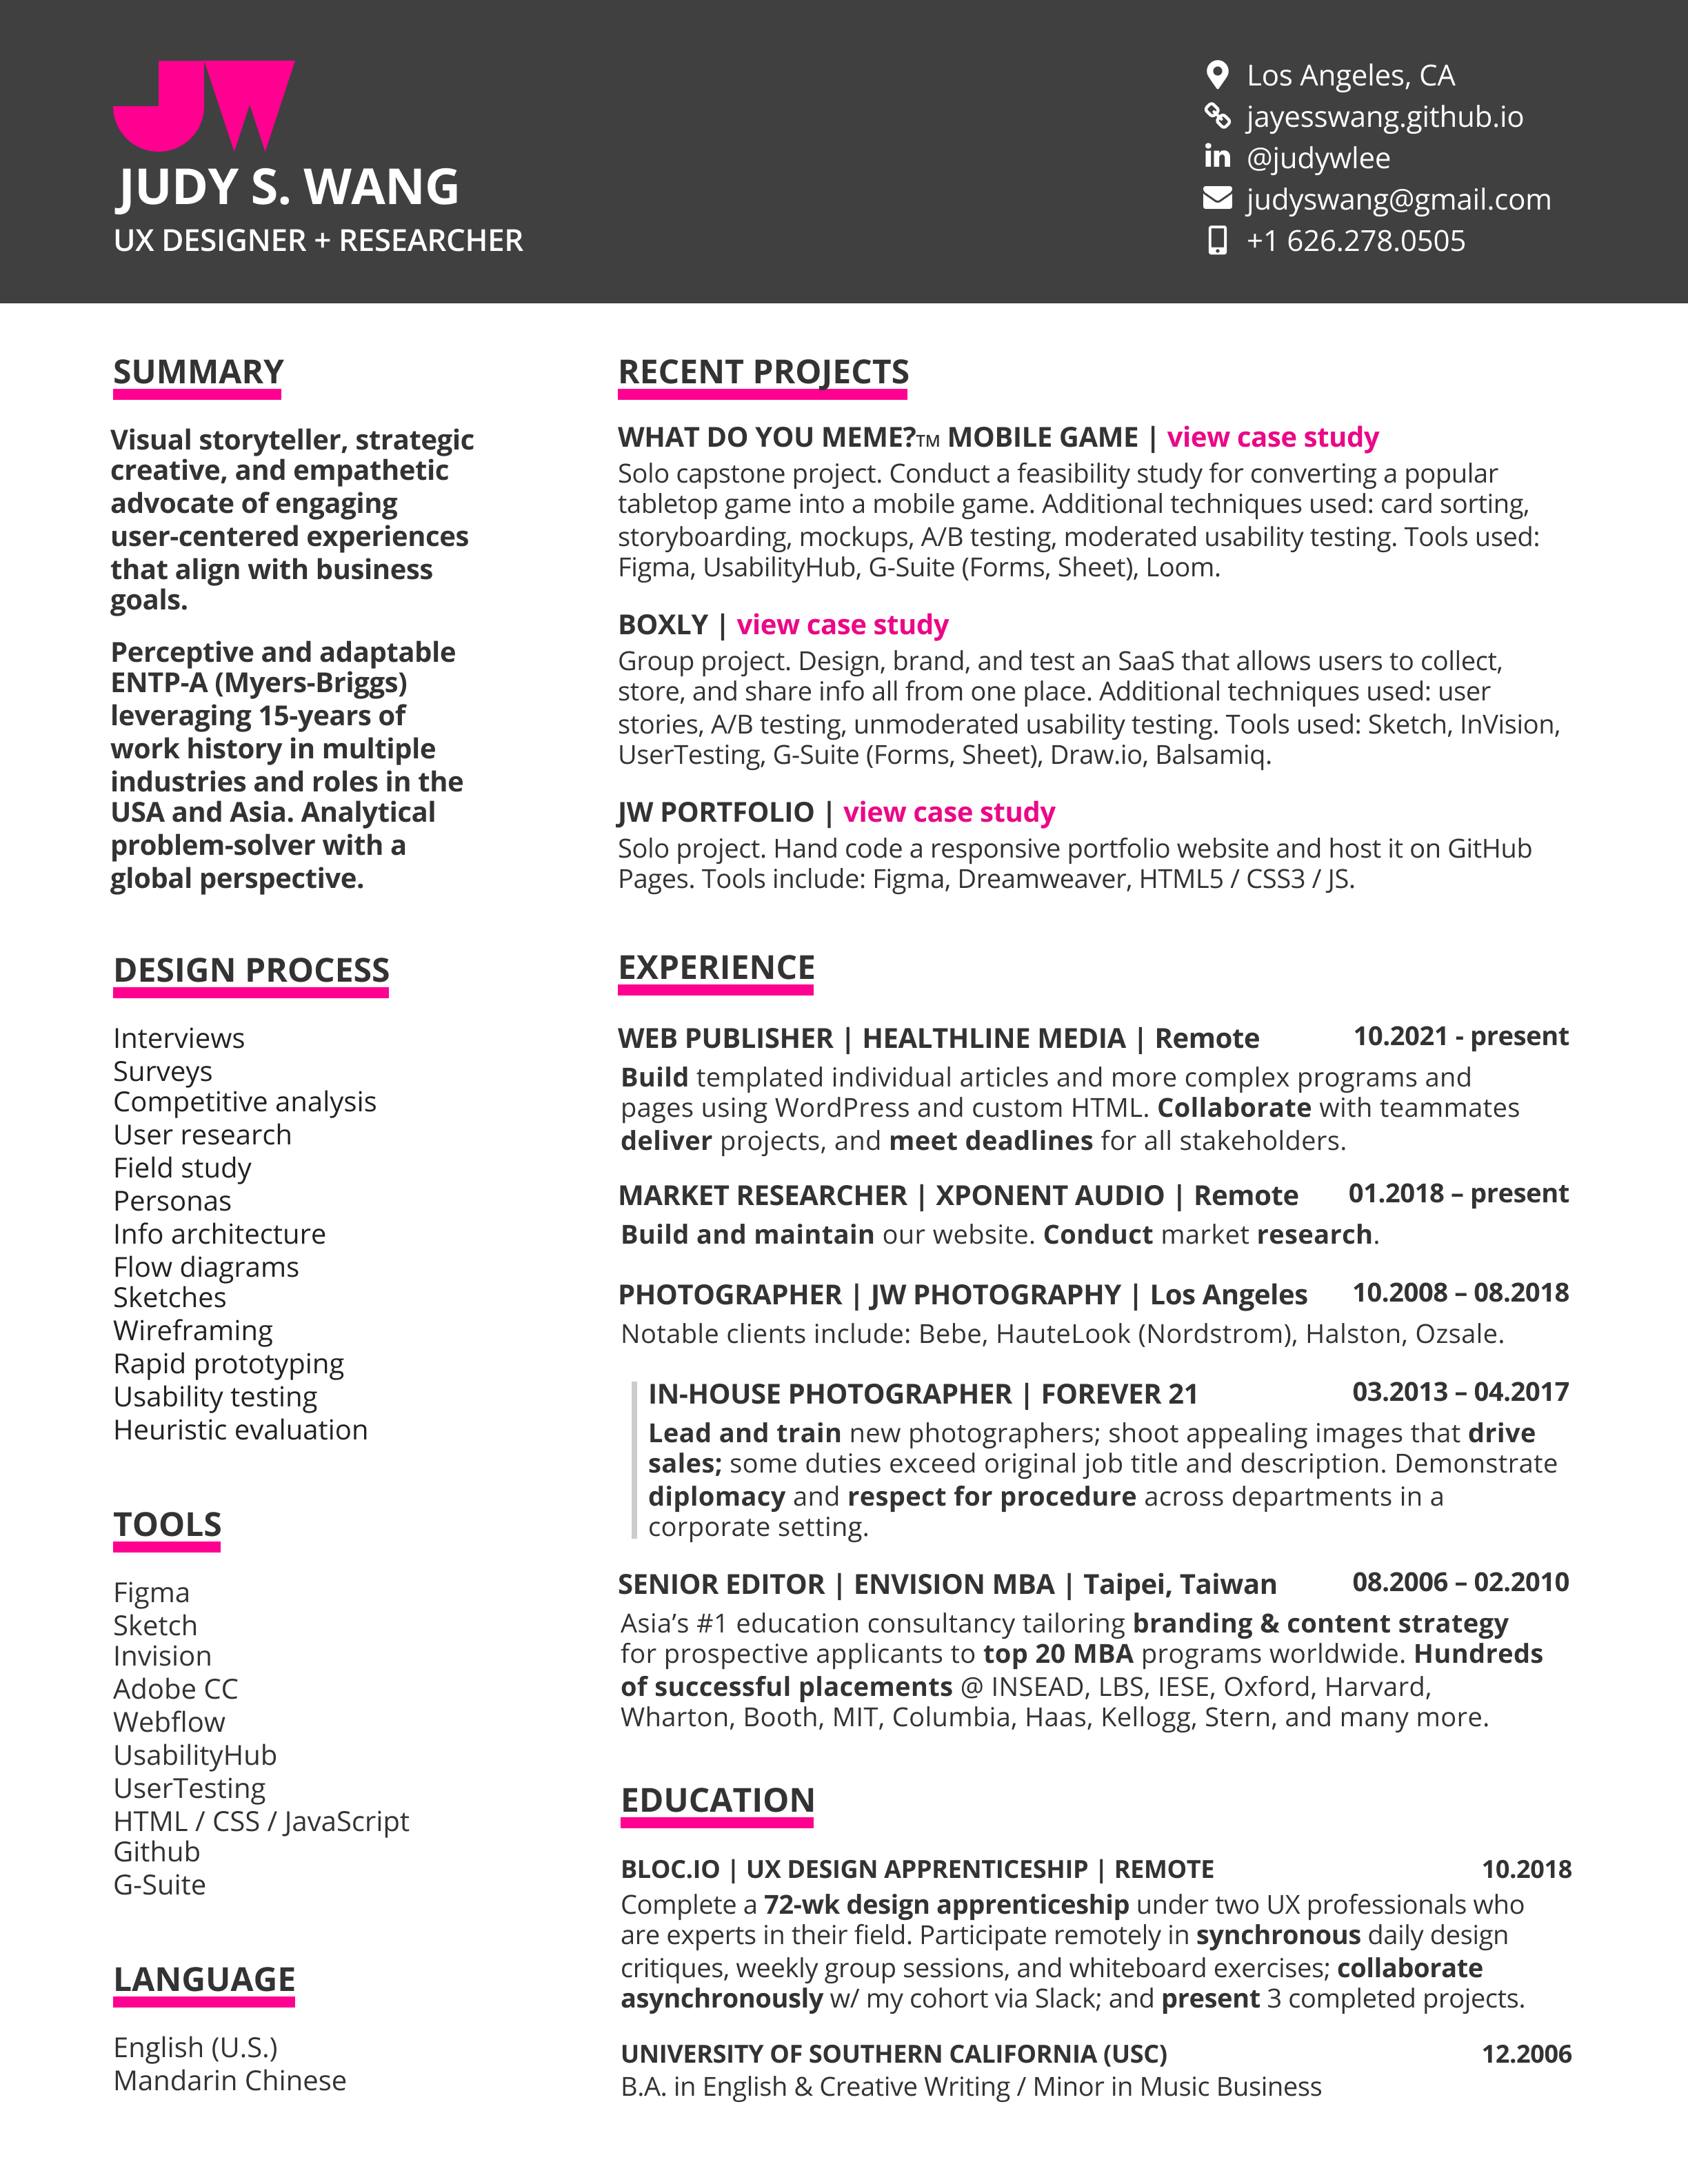 JW
JUDY S. WANG
UX DESIGNER + RESEARCHER
Los Angeles, CA
jayesswang.github.io
in @judywlee
judyswang@gmail.com
+1 626.278.0505
SUMMARY
Visual storyteller, strategic
creative, and empathetic
advocate of engaging
user-centered experiences
that align with business
goals.
Perceptive and adaptable
ENTP-A (Myers-Briggs)
leveraging 15-years of
work history in multiple
industries and roles in the
USA and Asia. Analytical
problem-solver with a
global perspective.
DESIGN PROCESS
Interviews
Surveys
Competitive analysis
User research
Field study
Personas
Info architecture
Flow diagrams
Sketches
Wireframing
Rapid prototyping
Usability testing
Heuristic evaluation
TOOLS
Figma
Sketch
Invision
Adobe CC
Webflow
UsabilityHub
UserTesting
HTML / CSS / JavaScript
Github
G-Suite
LANGUAGE
English (U.S.)
Mandarin Chinese
RECENT PROJECTS
WHAT DO YOU MEME?TM MOBILE GAME | view case study
Solo capstone project. Conduct a feasibility study for converting a popular
tabletop game into a mobile game. Additional techniques used: card sorting,
storyboarding, mockups, A/B testing, moderated usability testing. Tools used:
Figma, UsabilityHub, G-Suite (Forms, Sheet), Loom.
BOXLY | view case study
Group project. Design, brand, and test an SaaS that allows users to collect,
store, and share info all from one place. Additional techniques used: user
stories, A/B testing, unmoderated usability testing. Tools used: Sketch, InVision,
UserTesting, G-Suite (Forms, Sheet), Draw.io, Balsamiq.
JW PORTFOLIO | view case study
Solo project. Hand code a responsive portfolio website and host it on GitHub
Pages. Tools include: Figma, Dreamweaver, HTML5 / CSS3 / JS.
EXPERIENCE
WEB PUBLISHER | HEALTHLINE MEDIA | Remote 10.2021 - present
Build templated individual articles and more complex programs and
pages using WordPress and custom HTML. Collaborate with teammates
deliver projects, and meet deadlines for all stakeholders.
MARKET RESEARCHER | XPONENT AUDIO | Remote 01.2018 – present
Build and maintain our website. Conduct market research.
PHOTOGRAPHER | JW PHOTOGRAPHY | Los Angeles 10.2008 – 08.2018
Notable clients include: Bebe, HauteLook (Nordstrom), Halston, Ozsale.
IN-HOUSE PHOTOGRAPHER | FOREVER 21 03.2013 – 04.2017
Lead and train new photographers; shoot appealing images that drive
sales; some duties exceed original job title and description. Demonstrate
diplomacy and respect for procedure across departments in a
corporate setting.
SENIOR EDITOR | ENVISION MBA | Taipei, Taiwan 08.2006 – 02.2010
Asia’s #1 education consultancy tailoring branding & content strategy
for prospective applicants to top 20 MBA programs worldwide. Hundreds
of successful placements @ INSEAD, LBS, IESE, Oxford, Harvard,
Wharton, Booth, MIT, Columbia, Haas, Kellogg, Stern, and many more.
EDUCATION
BLOC.IO | UX DESIGN APPRENTICESHIP | REMOTE 10.2018
Complete a 72-wk design apprenticeship under two UX professionals who
are experts in their field. Participate remotely in synchronous daily design
critiques, weekly group sessions, and whiteboard exercises; collaborate
asynchronously w/ my cohort via Slack; and present 3 completed projects.
UNIVERSITY OF SOUTHERN CALIFORNIA (USC) 12.2006
B.A. in English & Creative Writing / Minor in Music Business